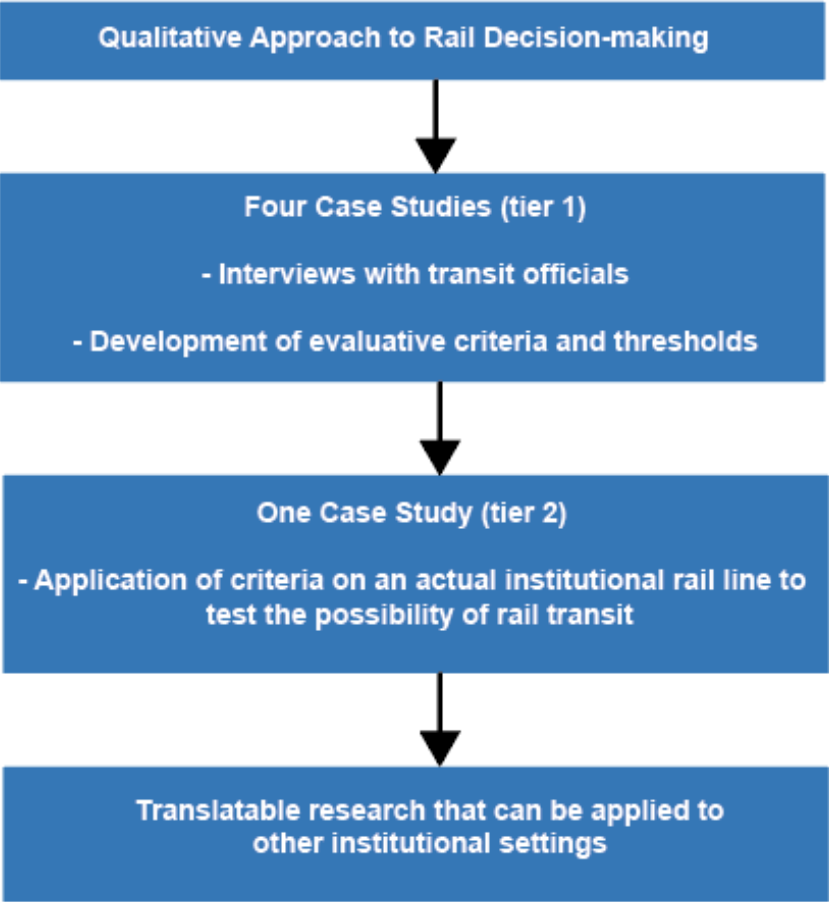 Qualitative Approach to Rail Decision-making
Four Case Studies (tier 1)
- Interviews with transit officials
- Development of evaluative criteria and thresholds
One Case Study (tier 2)
- Application of criteria on an actual institutional rail line to
test the possibility of rail transit
Translatable research that can be applied to
other institutional settings